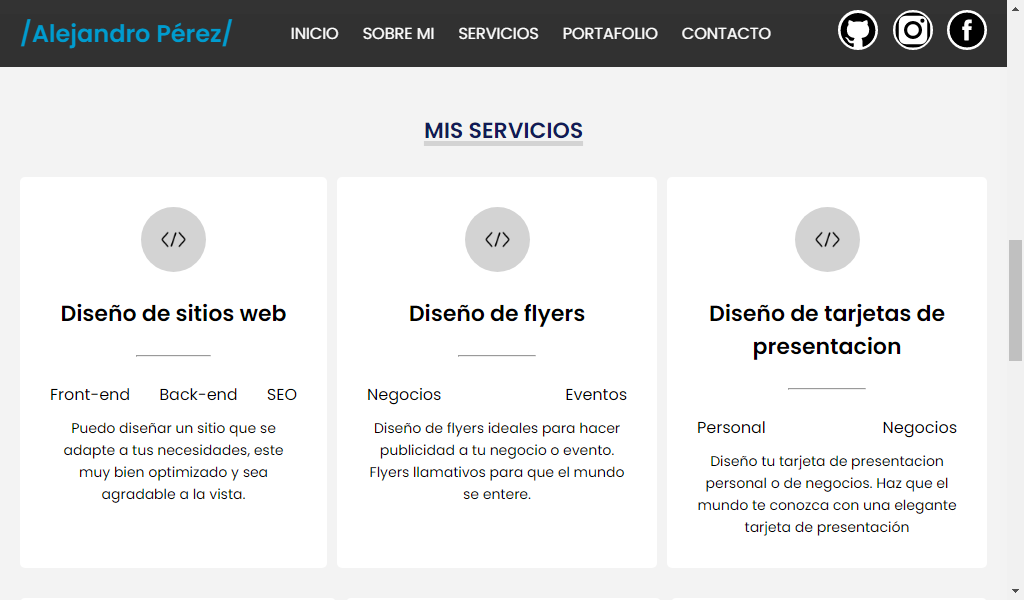 /Alejandro Pérez/
INICIO SOBRE MI SERVICIOS PORTAFOLIO CONTACTO
MIS SERVICIOS
Diseño de sitios web
Front-end Back-end SEO
Puedo diseñar un sitio que se
adapte a tus necesidades, este
muy bien optimizado y sea
agradable a la vista.
Diseño de flyers
Negocios Eventos
Diseño de flyers ideales para hacer
publicidad a tu negocio o evento.
Flyers llamativos para que el mundo
se entere.
Diseño de tarjetas de
presentacion
Personal Negocios
Diseño tu tarjeta de presentacion
personal o de negocios. Haz que el
mundo te conozca con una elegante
tarjeta de presentación